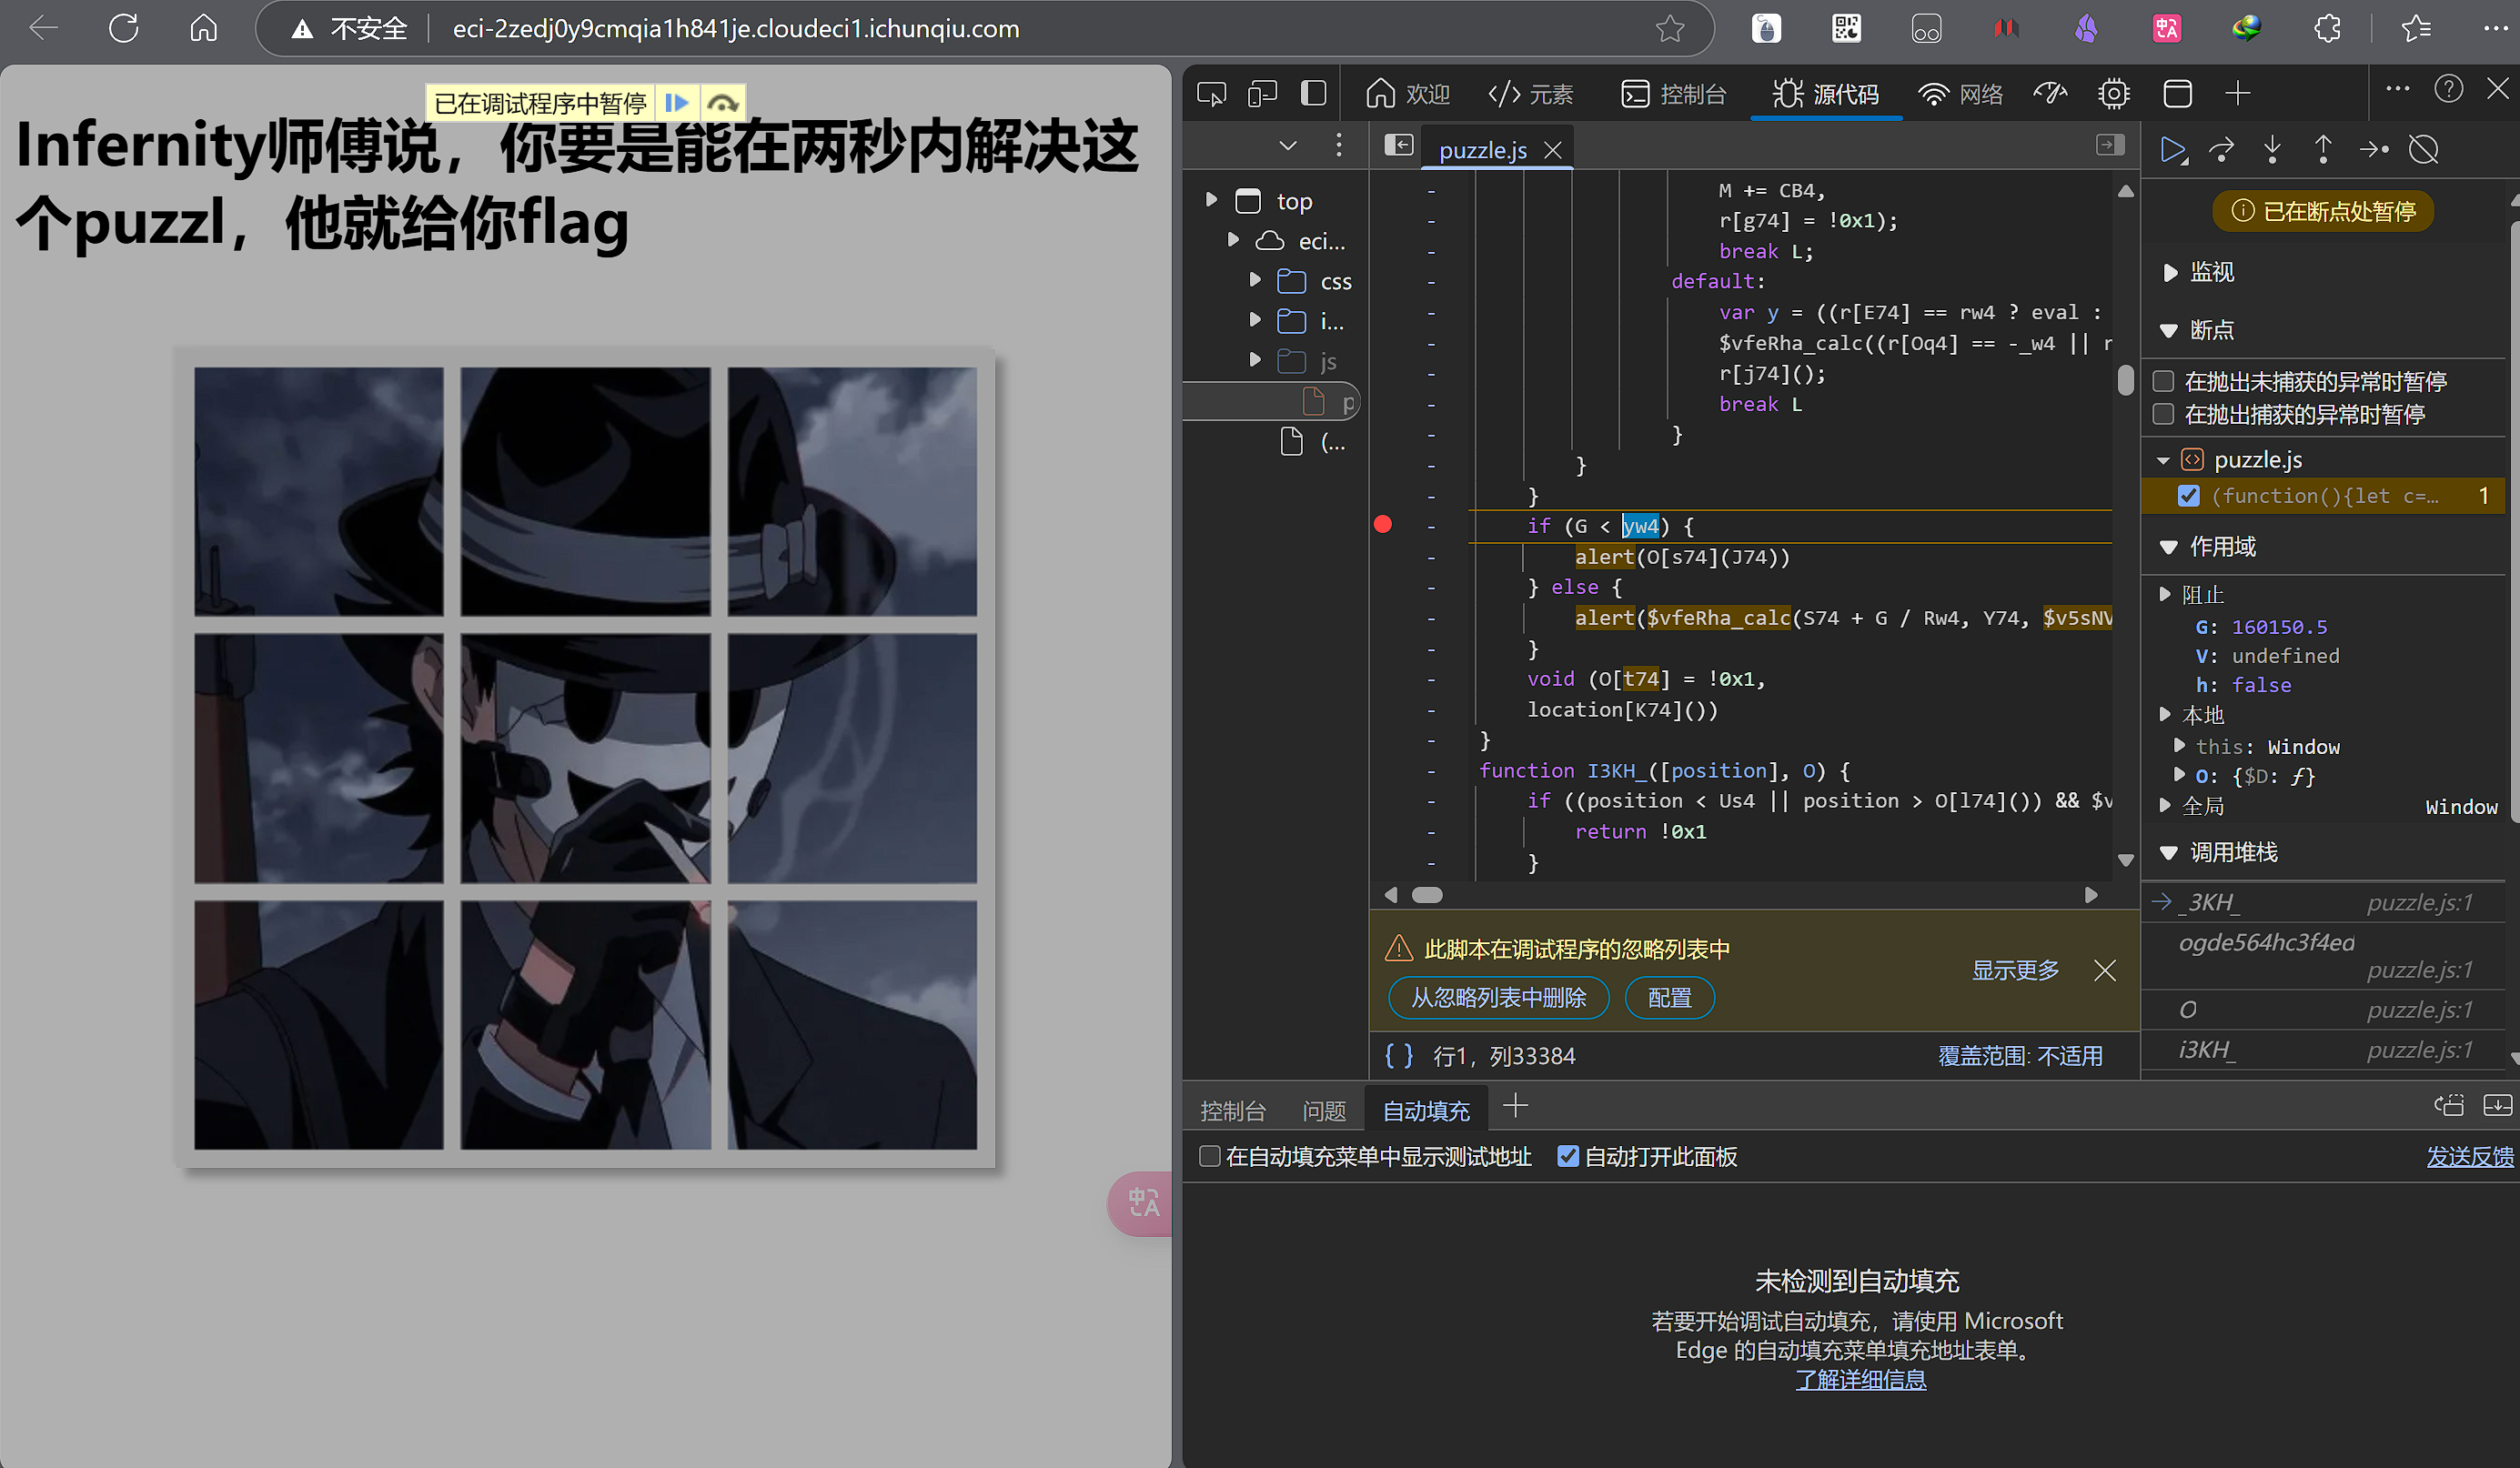 不安全
eci-2zedj0y9cmqia1h841je.cloudeci1.ichunqiu.com
已在调试程序中暂停
Infernity师傅说，你要是能在两秒内解决这
个puzzl，他就给你flag
欢迎
元素
控制台
源代码
网络
puzzle.js
top
eci...
css
i...
js
p
(...
M += CB4,
r[g74] = !0x1);
break L;
default:
var y = ((r[E74] == rw4 ? eval :
$vfeRha_calc((r[Oq4] == -_w4 || r
r[j74]();
break L
}
}
}
if (G < yw4) {
alert(O[s74](J74))
} else {
alert($vfeRha_calc(S74 + G / Rw4, Y74, $v5sNV
}
void (O[t74] = !0x1,
location[K74]())
}
function I3KH_([position], O) {
if ((position < Us4 || position > O[l74]()) && $v
return !0x1
}
此脚本在调试程序的忽略列表中
从忽略列表中删除
配置
显示更多
{ } 行1，列33384
覆盖范围: 不适用
已在断点处暂停
监视
断点
在抛出未捕获的异常时暂停
在抛出捕获的异常时暂停
puzzle.js
(function(){let c=... 1
作用域
阻止
G: 160150.5
V: undefined
h: false
本地
this: Window
O: {$D: ƒ}
全局 Window
调用堆栈
_3KH_ puzzle.js:1
ogde564hc3f4ed
puzzle.js:1
O puzzle.js:1
i3KH_ puzzle.js:1
控制台
问题
自动填充
在自动填充菜单中显示测试地址
自动打开此面板
发送反馈
未检测到自动填充
若要开始调试自动填充，请使用 Microsoft
Edge 的自动填充菜单填充地址表单。
了解详细信息